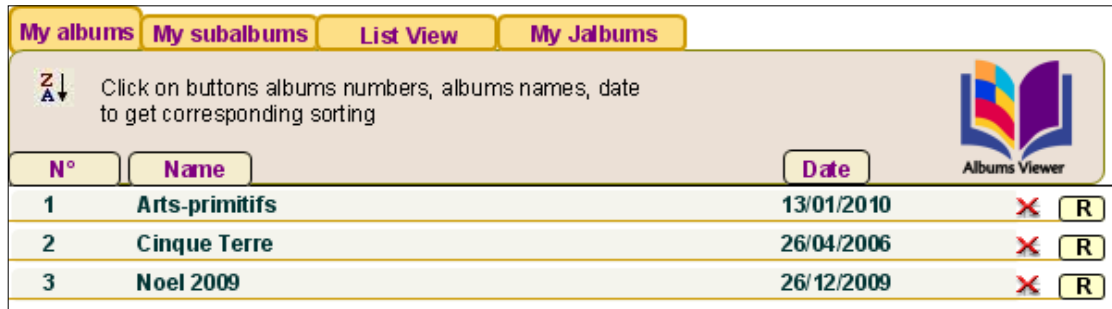 My albums My subalbums List View My Jalbums
Z
A
Click on buttons albums numbers, albums names, date
to get corresponding sorting
Albums Viewer
N° Name Date
1 Arts-primitifs 13/01/2010 R
2 Cinque Terre 26/04/2006 R
3 Noel 2009 26/12/2009 R